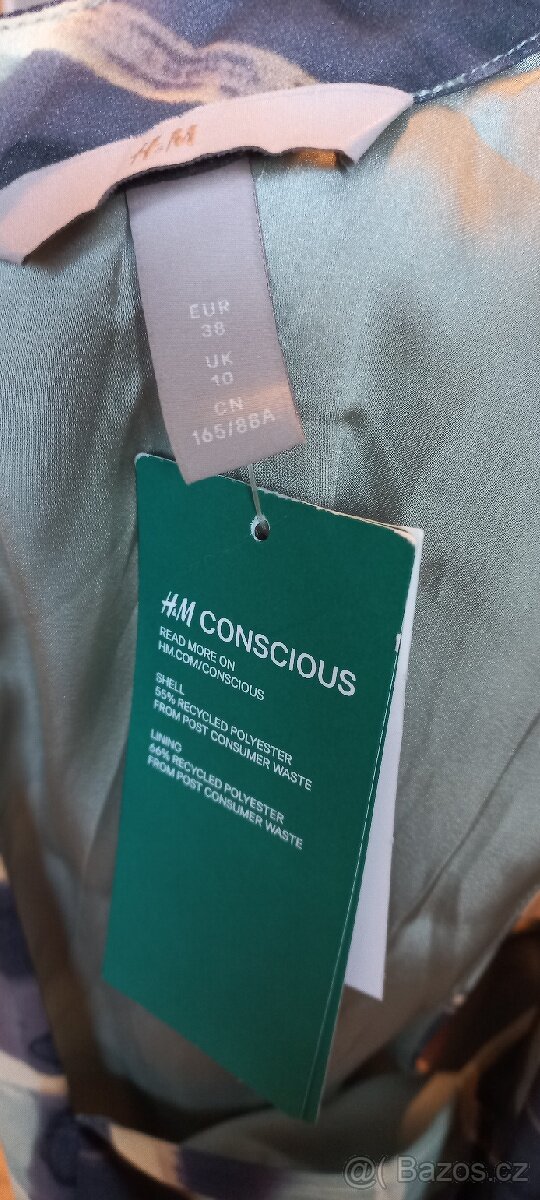 H&M
EUR
38
UK
10
CN
165/88A
H&M CONSCIOUS
READ MORE ON
HM.COM/CONSCIOUS
SHELL
55% RECYCLED POLYESTER
FROM POST CONSUMER WASTE
LINING
66% RECYCLED POLYESTER
FROM POST CONSUMER WASTE
@( Bazos.cz